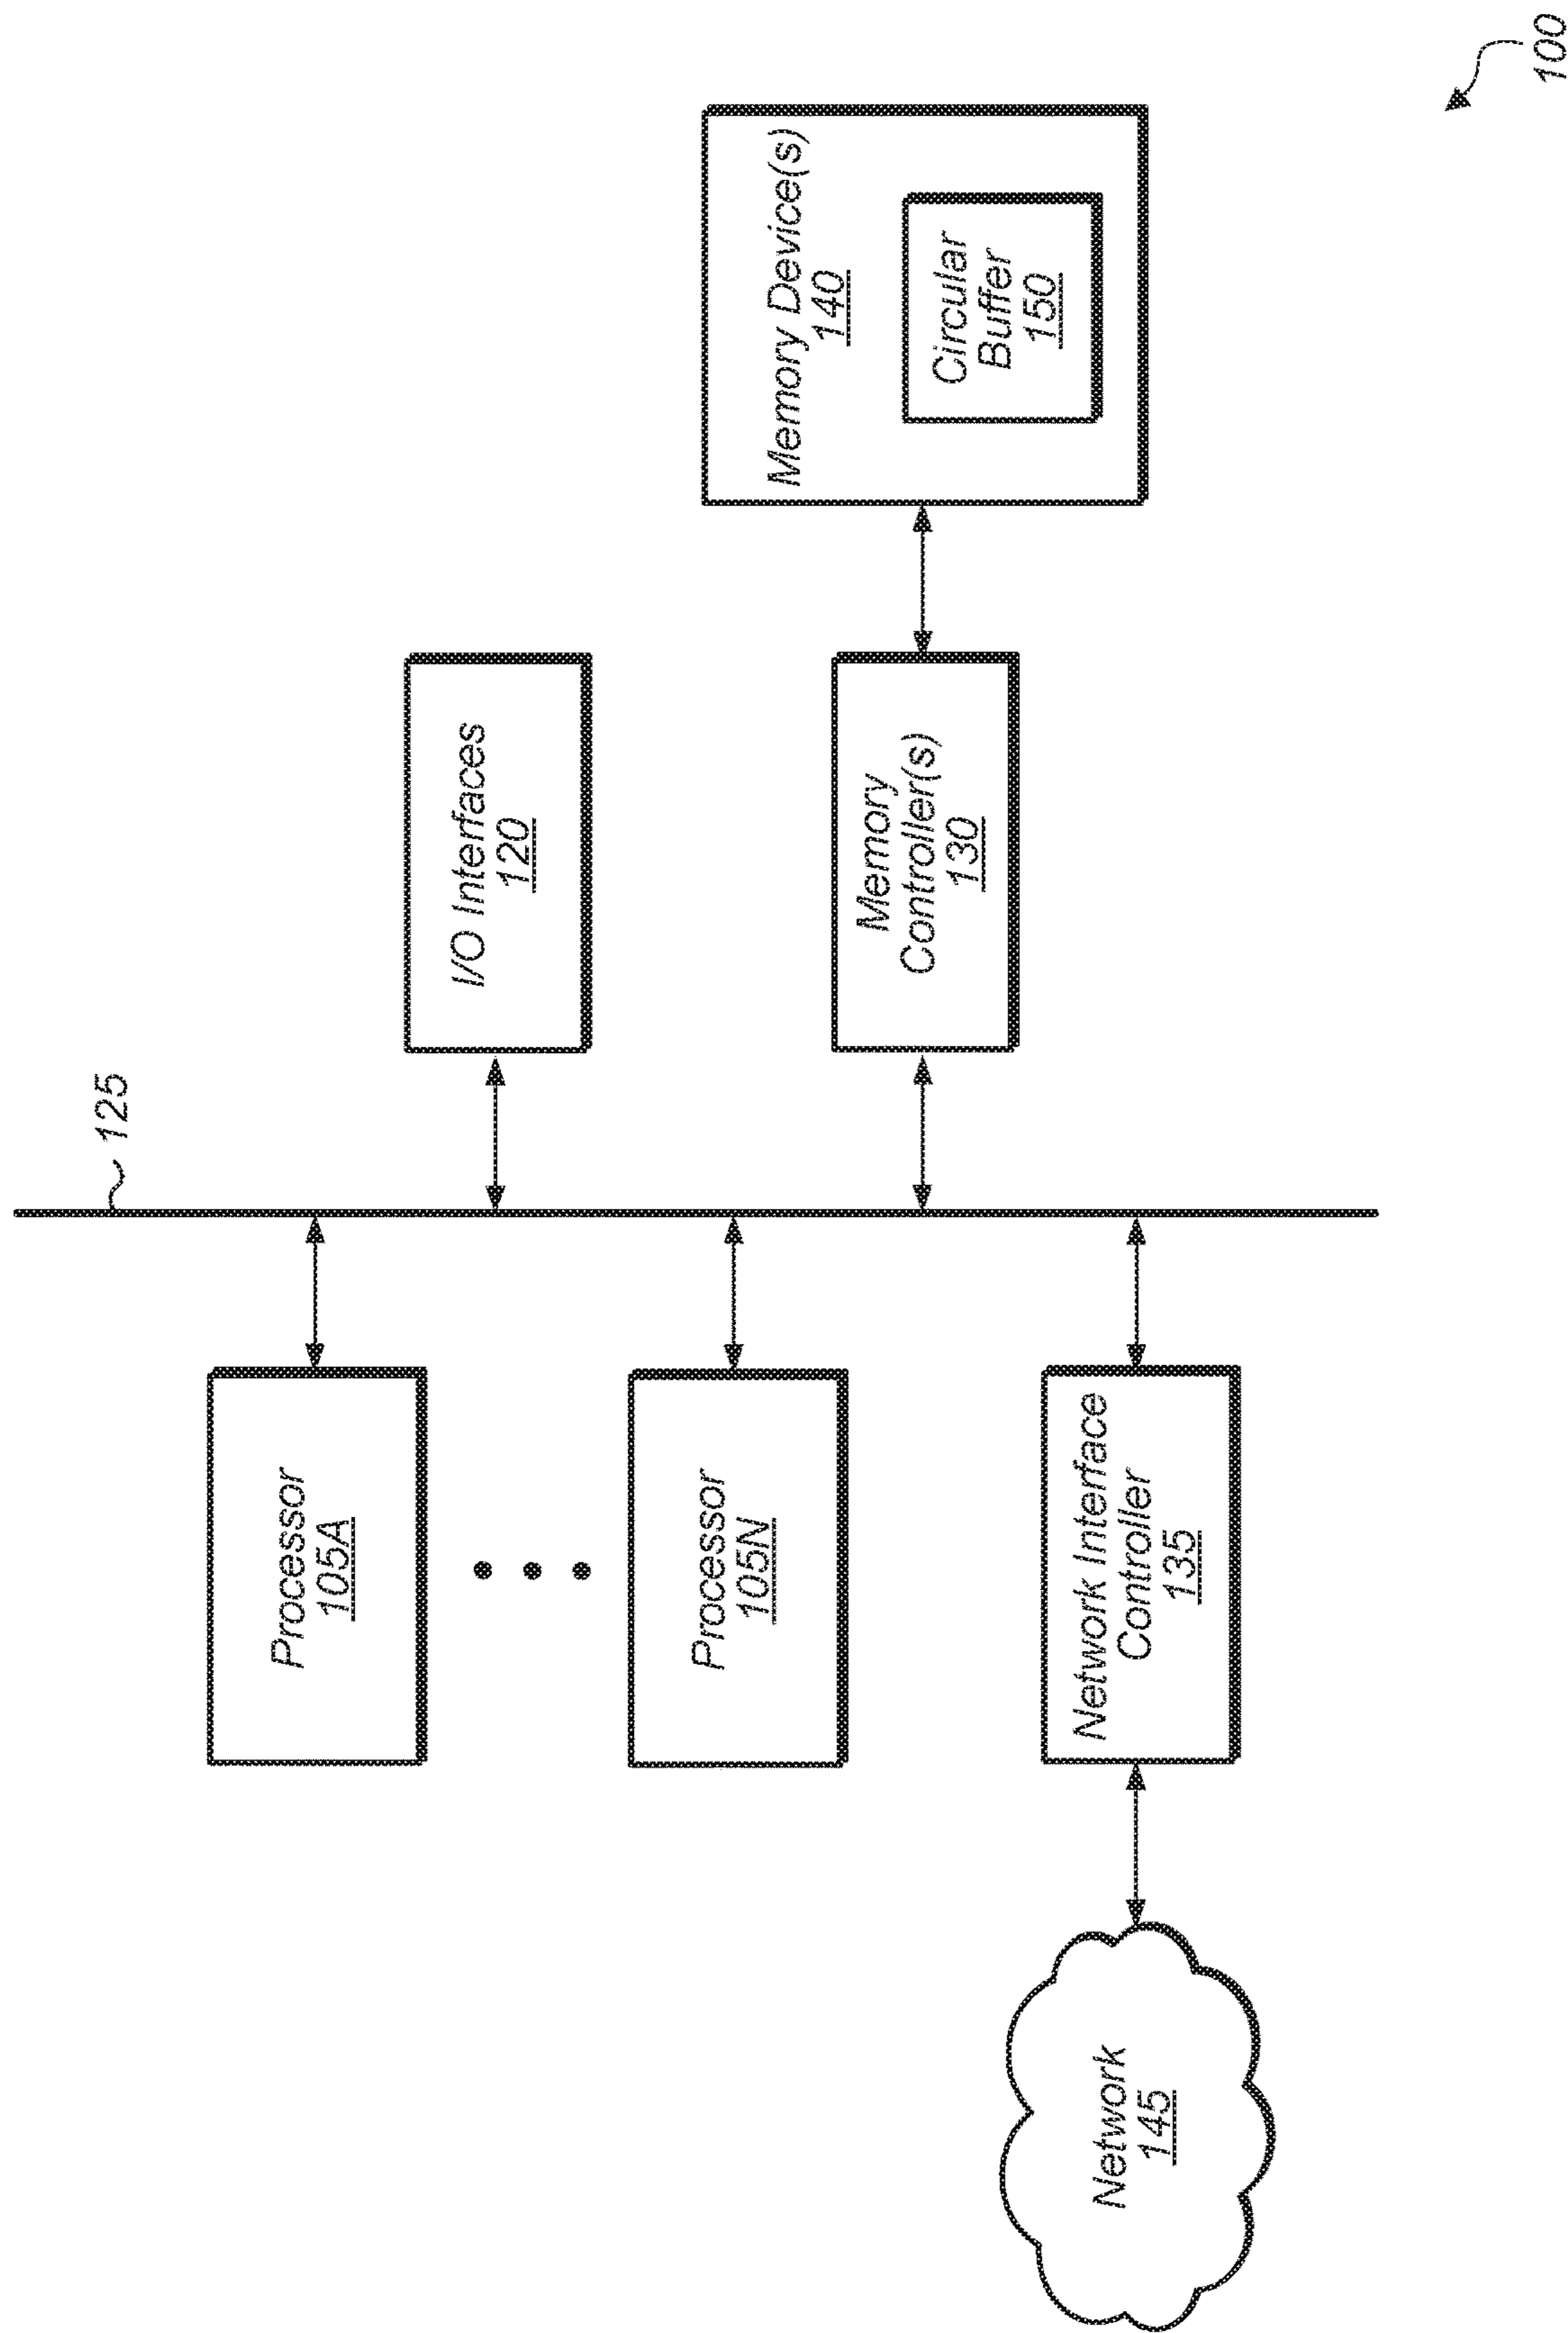 125
Processor
105A
I/O Interfaces
120
Processor
105N
Memory
Controller(s)
130
Memory Device(s)
140
Circular
Buffer
150
Network
145
Network Interface
Controller
135
100